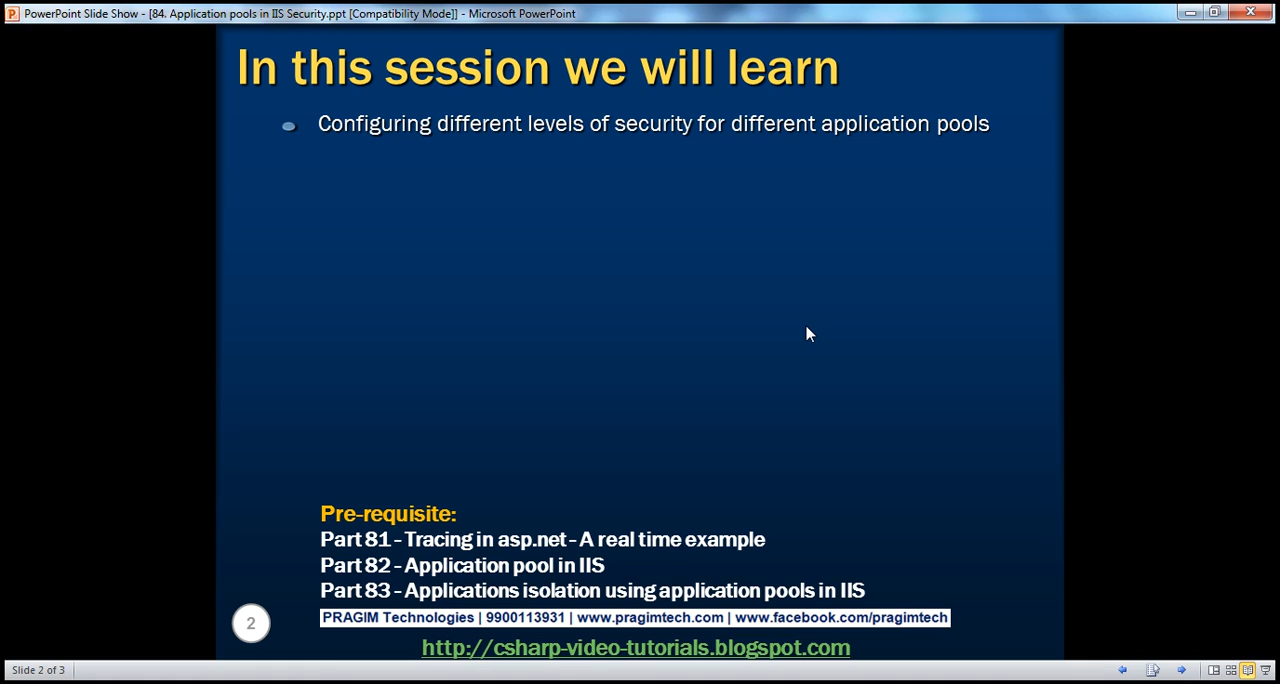 PowerPoint Slide Show - [84. Application pools in IIS Security.ppt [Compatibility Mode]] - Microsoft PowerPoint
In this session we will learn
Configuring different levels of security for different application pools
Pre-requisite:
Part 81 - Tracing in asp.net - A real time example
Part 82 - Application pool in IIS
Part 83 - Applications isolation using application pools in IIS
PRAGIM Technologies | 9900113931 | www.pragimtech.com | www.facebook.com/pragimtech
2
http://csharp-video-tutorials.blogspot.com
Slide 2 of 3